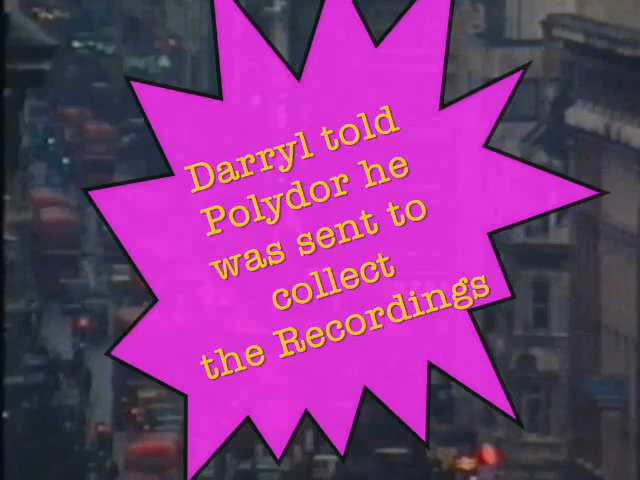 Darryl told
Polydor he
was sent to
collect
the Recordings